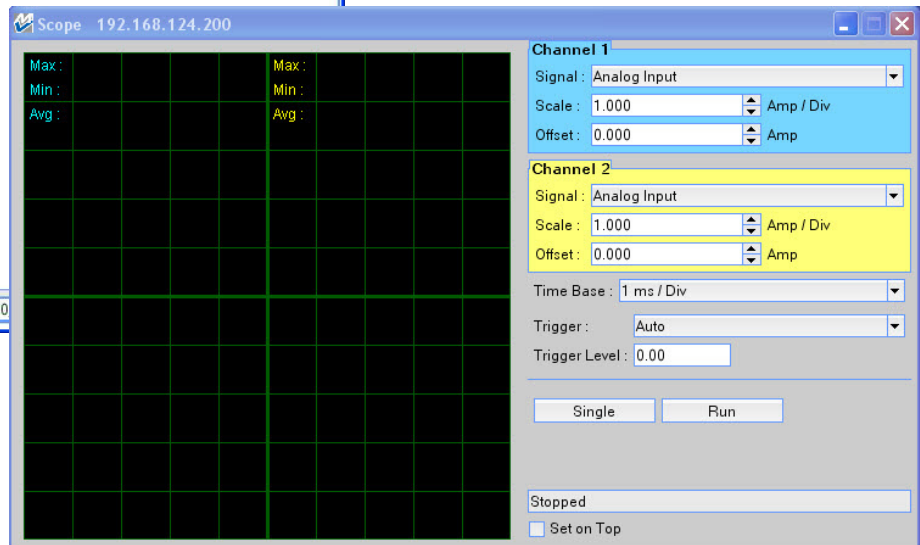 Scope 192.168.124.200
Max :
Min :
Avg :
Max :
Min :
Avg :
Channel 1
Signal : Analog Input
Scale : 1.000 Amp / Div
Offset : 0.000 Amp
Channel 2
Signal : Analog Input
Scale : 1.000 Amp / Div
Offset : 0.000 Amp
Time Base : 1 ms / Div
Trigger : Auto
Trigger Level : 0.00
Single Run
Stopped
Set on Top
0